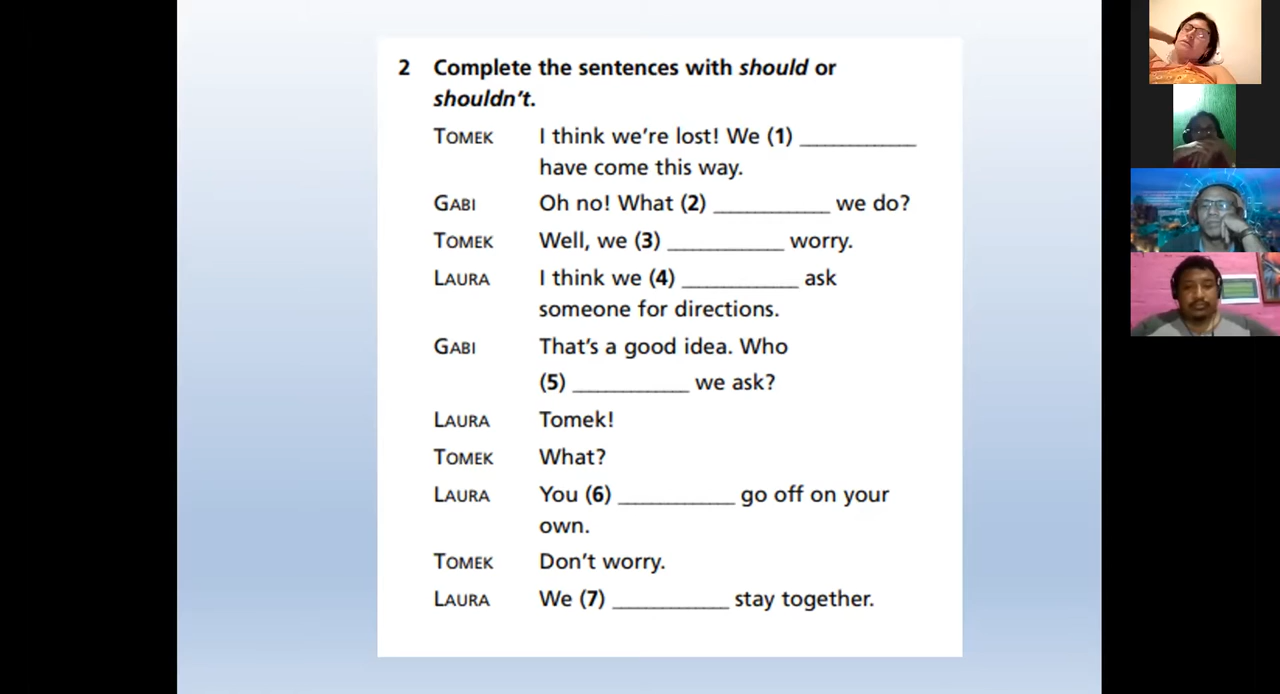 2 Complete the sentences with should or
shouldn't.
TOMEK I think we're lost! We (1) ___________
have come this way.
GABI Oh no! What (2) ___________ we do?
TOMEK Well, we (3) ___________ worry.
LAURA I think we (4) ___________ ask
someone for directions.
GABI That's a good idea. Who
(5) ___________ we ask?
LAURA Tomek!
TOMEK What?
LAURA You (6) ___________ go off on your
own.
TOMEK Don't worry.
LAURA We (7) ___________ stay together.